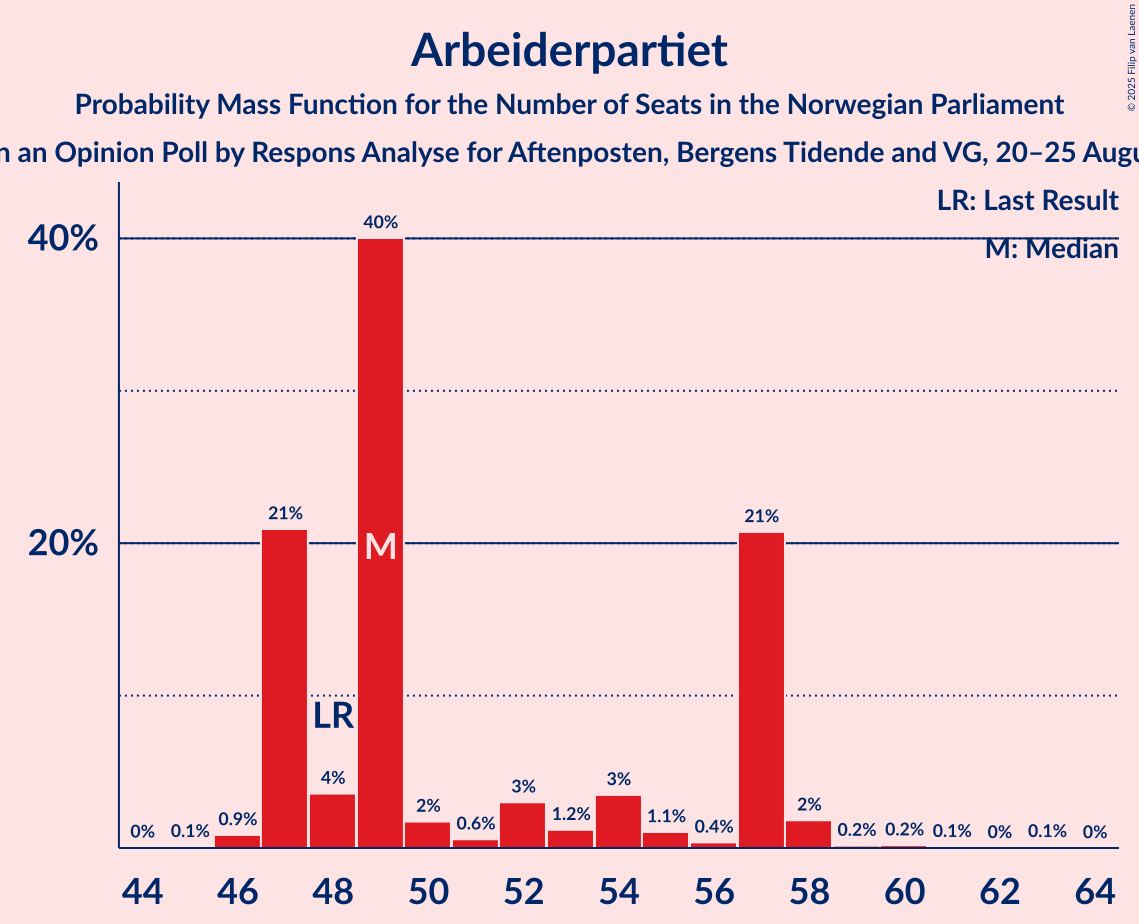 Arbeiderpartiet
Probability Mass Function for the Number of Seats in the Norwegian Parliament
an Opinion Poll by Respons Analyse for Aftenposten, Bergens Tidende and VG, 20–25
© 2025 Filip van Laenen
LR: Last Result
M: Median
40%
20%
0% 0.1% 0.9% 21% 4% 40% 2% 0.6% 3% 1.2% 3% 1.1% 0.4% 21% 2% 0.2% 0.2% 0.1% 0% 0.1% 0%
LR
M
44 46 48 50 52 54 56 58 60 62 64